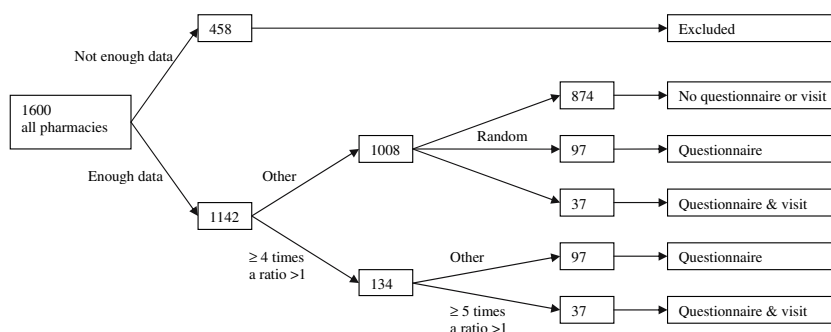 458
Excluded
Not enough data
1600
all pharmacies
874
No questionnaire or visit
Random
1008
97
Questionnaire
Enough data
Other
37
Questionnaire & visit
1142
≥ 4 times
a ratio >1
Other
97
Questionnaire
134
≥ 5 times
a ratio >1
37
Questionnaire & visit